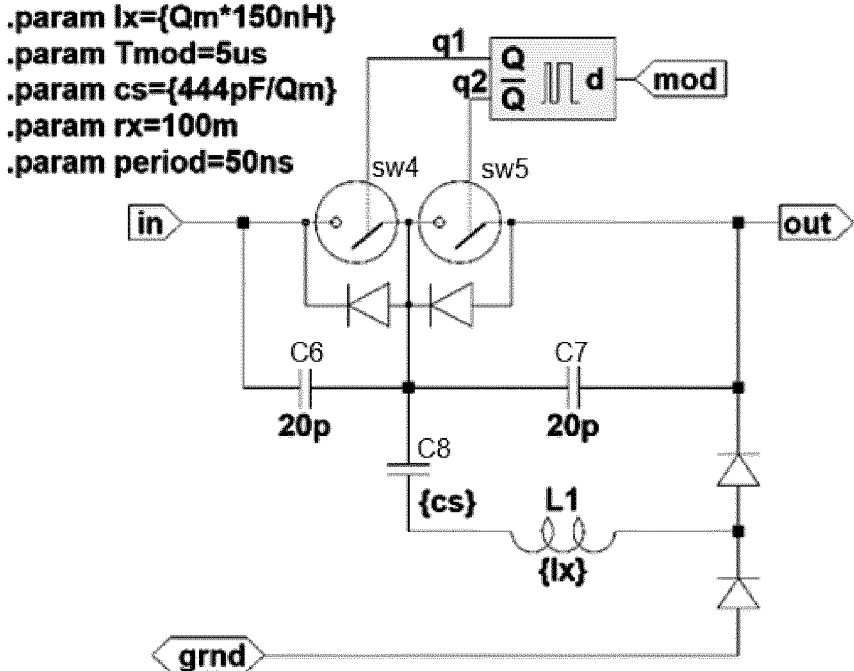 .param lx={Qm*150nH}
.param Tmod=5us
.param cs={444pF/Qm}
.param rx=100m
.param period=50ns
q1
q2
Q
Q
d
mod
sw4
sw5
in
out
C6
20p
C7
20p
C8
{cs}
L1
{lx}
grnd